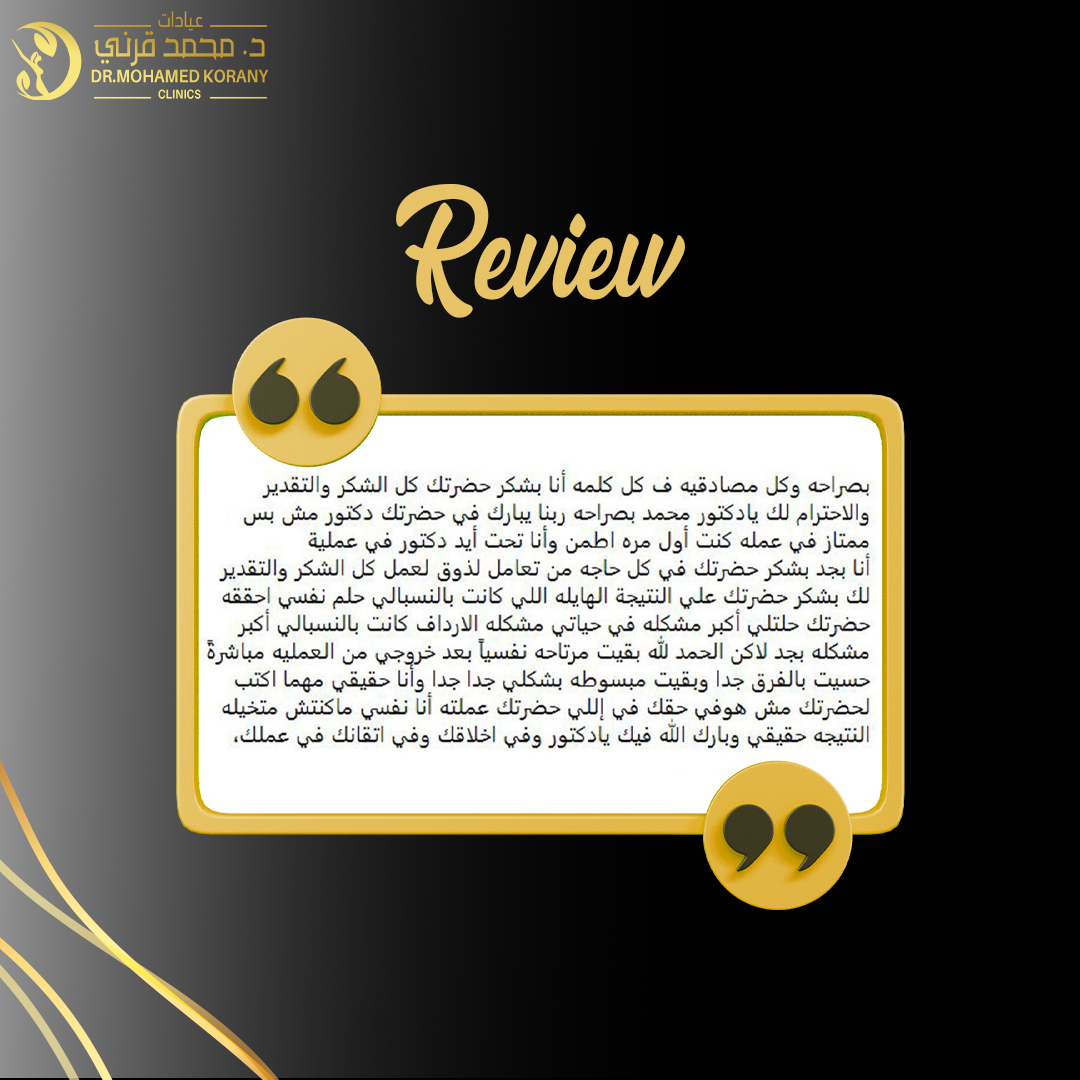 عيادات
د. محمد قرني
DR.MOHAMED KORANY
CLINICS
Review
بصراحه وكل مصادقيه ف كل كلمه أنا بشكر حضرتك كل الشكر والتقدير
والاحترام لك يادكتور محمد بصراحه ربنا يبارك في حضرتك دكتور مش بس
ممتاز في عمله كنت أول مره اطمن وأنا تحت أيد دكتور في عملية
أنا بجد بشكر حضرتك في كل حاجه من تعامل لذوق لعمل كل الشكر والتقدير
لك بشكر حضرتك علي النتيجة الهايله اللي كانت بالنسبالي حلم نفسي احققه
حضرتك حلتلي أكبر مشكله في حياتي مشكله الارداف كانت بالنسبالي أكبر
مشكله بجد لاكن الحمد لله بقيت مرتاحه نفسياً بعد خروجي من العمليه مباشرةً
حسيت بالفرق جدا وبقيت مبسوطه بشكلي جدا جدا وأنا حقيقي مهما اكتب
لحضرتك مش هوفي حقك في إللي حضرتك عملته أنا نفسي ماكنتش متخيله
النتيجه حقيقي وبارك الله فيك يادكتور وفي اخلاقك وفي اتقانك في عملك،